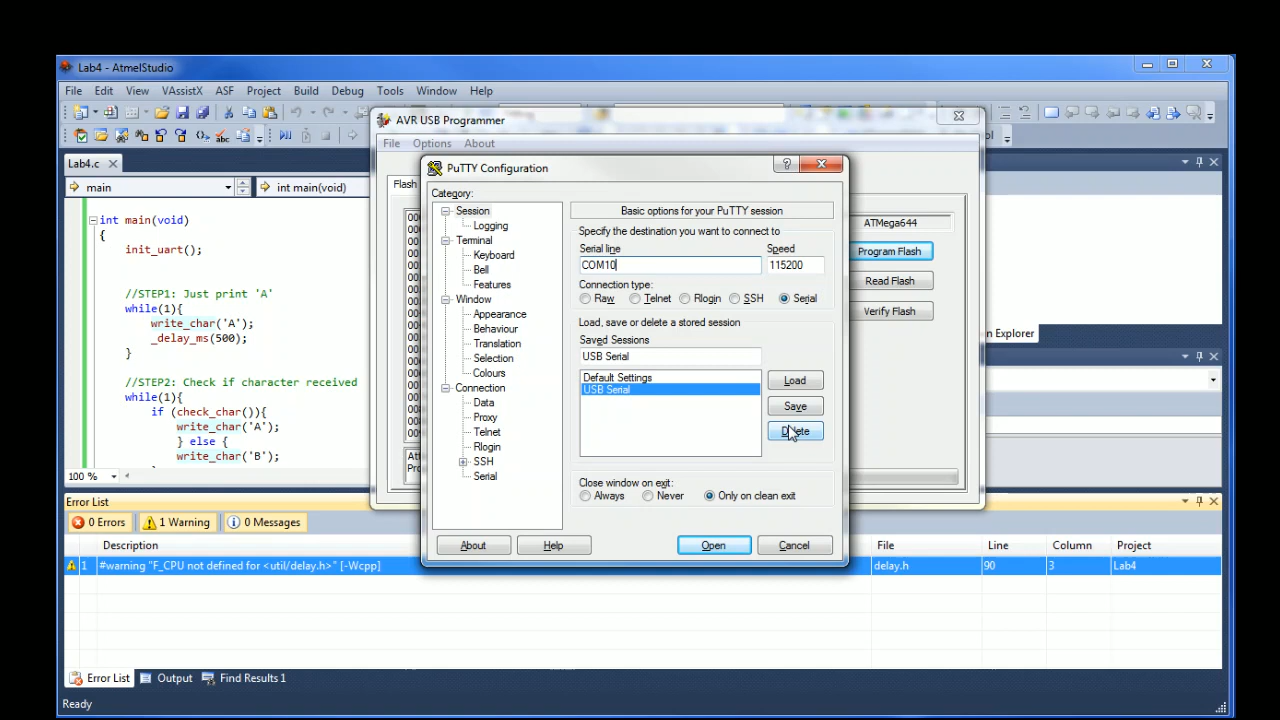 Lab4 - AtmelStudio
File Edit View VAssistX ASF Project Build Debug Tools Window Help
AVR USB Programmer
File Options About
Lab4.c
main
int main(void)
Flash
ATMega644
Program Flash
Read Flash
Verify Flash
n Explorer
int main(void)
{
init_uart();
//STEP1: Just print 'A'
while(1){
write_char('A');
_delay_ms(500);
}
//STEP2: Check if character received
while(1){
if (check_char()){
write_char('A');
} else {
write_char('B');
100 %
PuTTY Configuration
Category:
Session
Logging
Terminal
Keyboard
Bell
Features
Window
Appearance
Behaviour
Translation
Selection
Colours
Connection
Data
Proxy
Telnet
Rlogin
SSH
Serial
Basic options for your PuTTY session
Specify the destination you want to connect to
Serial line Speed
COM10 115200
Connection type:
Raw Telnet Rlogin SSH Serial
Load, save or delete a stored session
Saved Sessions
USB Serial
Default Settings
USB Serial
Load
Save
Delete
Close window on exit:
Always Never Only on clean exit
About Help Open Cancel
Error List
0 Errors 1 Warning 0 Messages
Description File Line Column Project
1 #warning "F_CPU not defined for <util/delay.h>" [-Wcpp] delay.h 90 3 Lab4
Error List Output Find Results 1
Ready